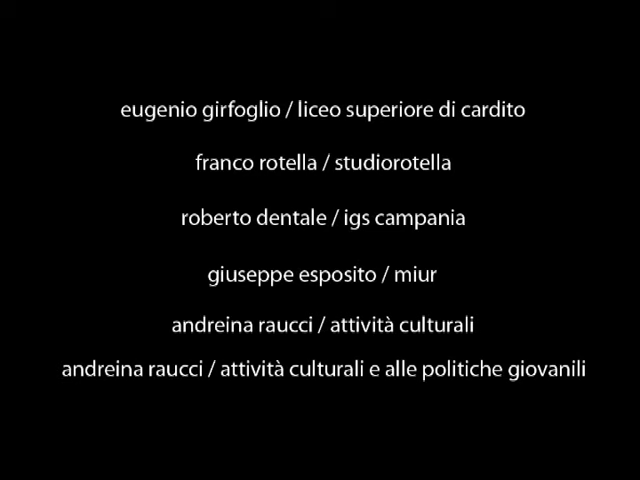 eugenio girfoglio / liceo superiore di cardito
franco rotella / studiorotella
roberto dentale / igs campania
giuseppe esposito / miur
andreina raucci / attività culturali
andreina raucci / attività culturali e alle politiche giovanili